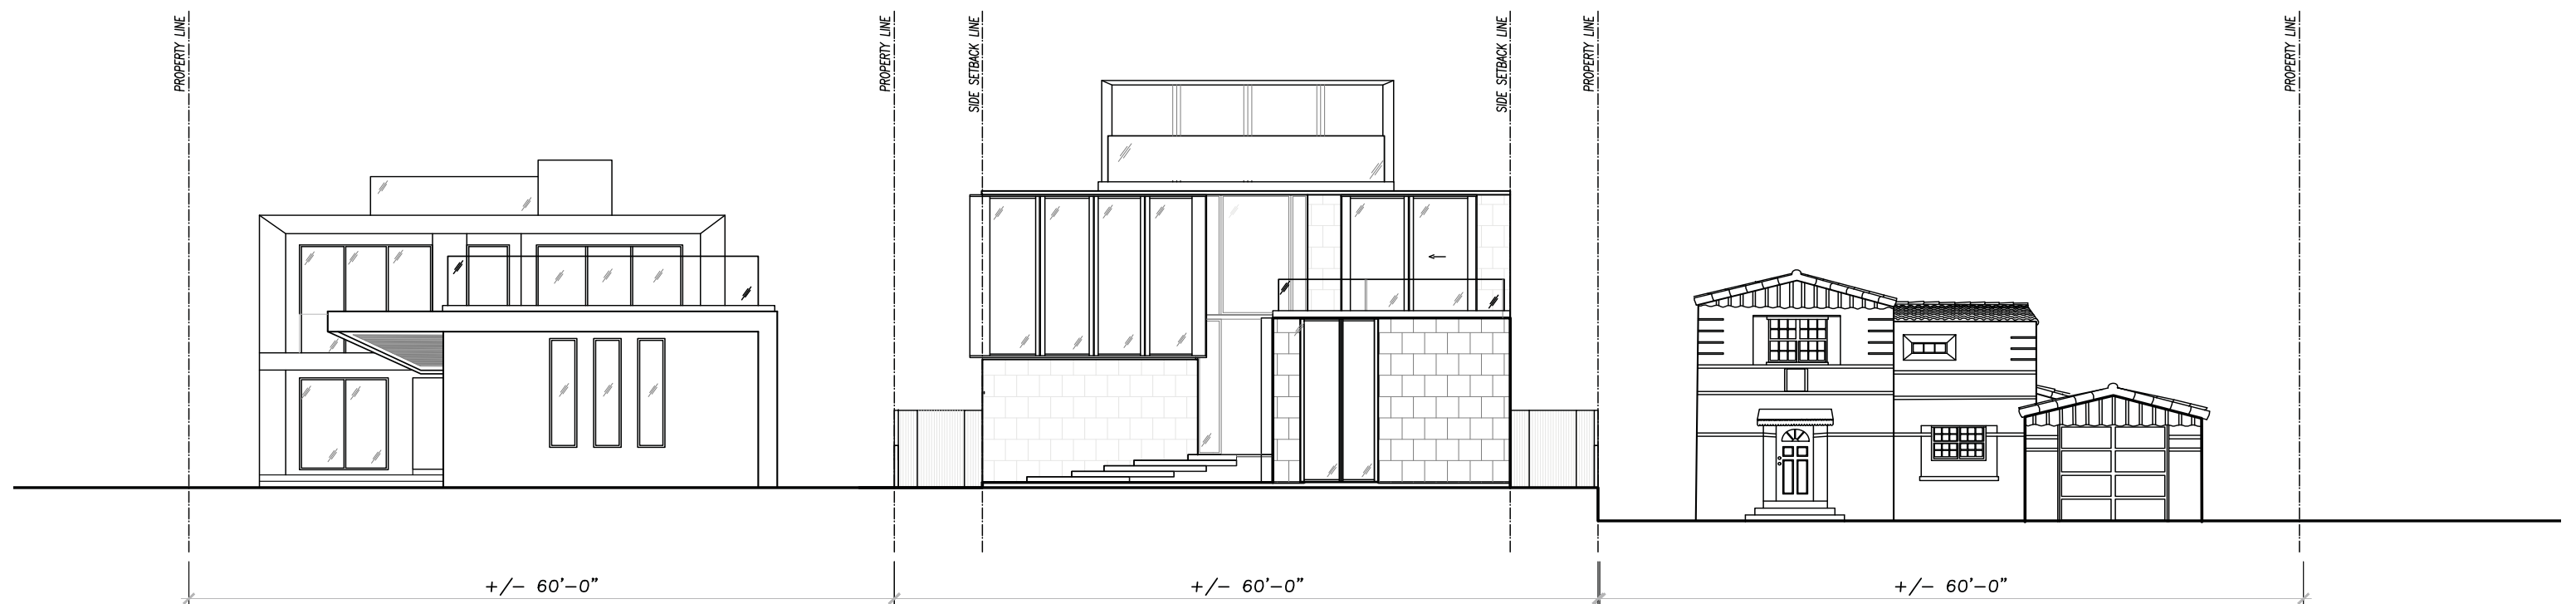 PROPERTY LINE
PROPERTY LINE
SIDE SETBACK LINE
SIDE SETBACK LINE
PROPERTY LINE
PROPERTY LINE
+/- 60'-0"
+/- 60'-0"
+/- 60'-0"